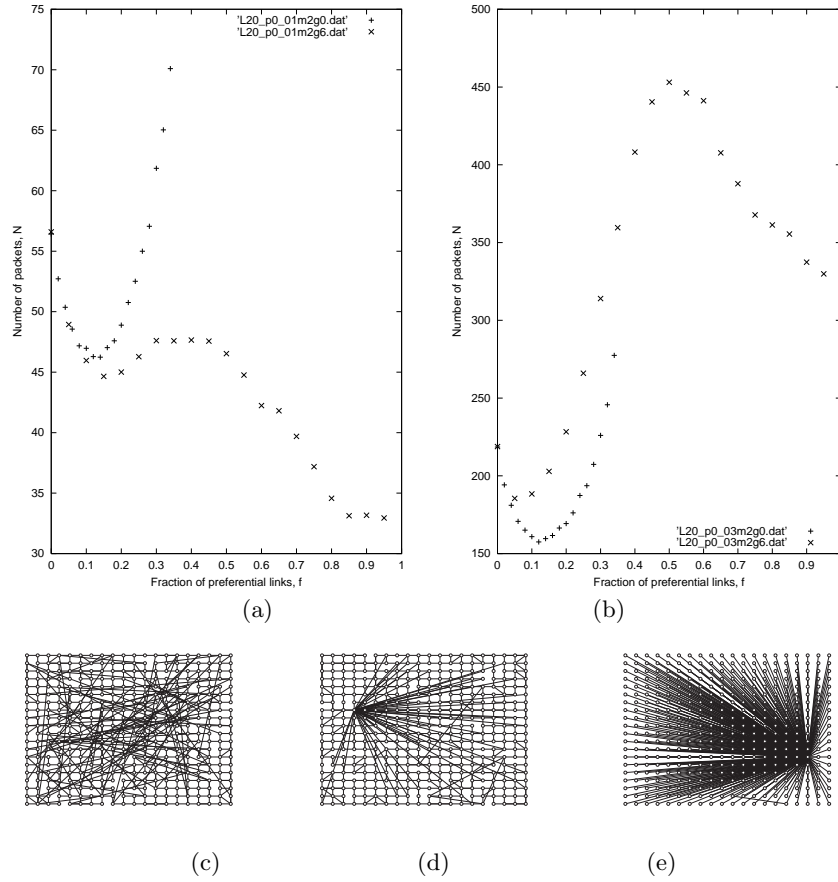 75
70
65
60
55
50
45
40
35
30
0 0.1 0.2 0.3 0.4 0.5 0.6 0.7 0.8 0.9 1
Number of packets, N
Fraction of preferential links, f
'L20_p0_01m2g0.dat'
'L20_p0_01m2g6.dat'
(a)
500
450
400
350
300
250
200
150
0 0.1 0.2 0.3 0.4 0.5 0.6 0.7 0.8 0.9
Number of packets, N
Fraction of preferential links, f
'L20_p0_03m2g0.dat'
'L20_p0_03m2g6.dat'
(b)
(c) (d) (e)